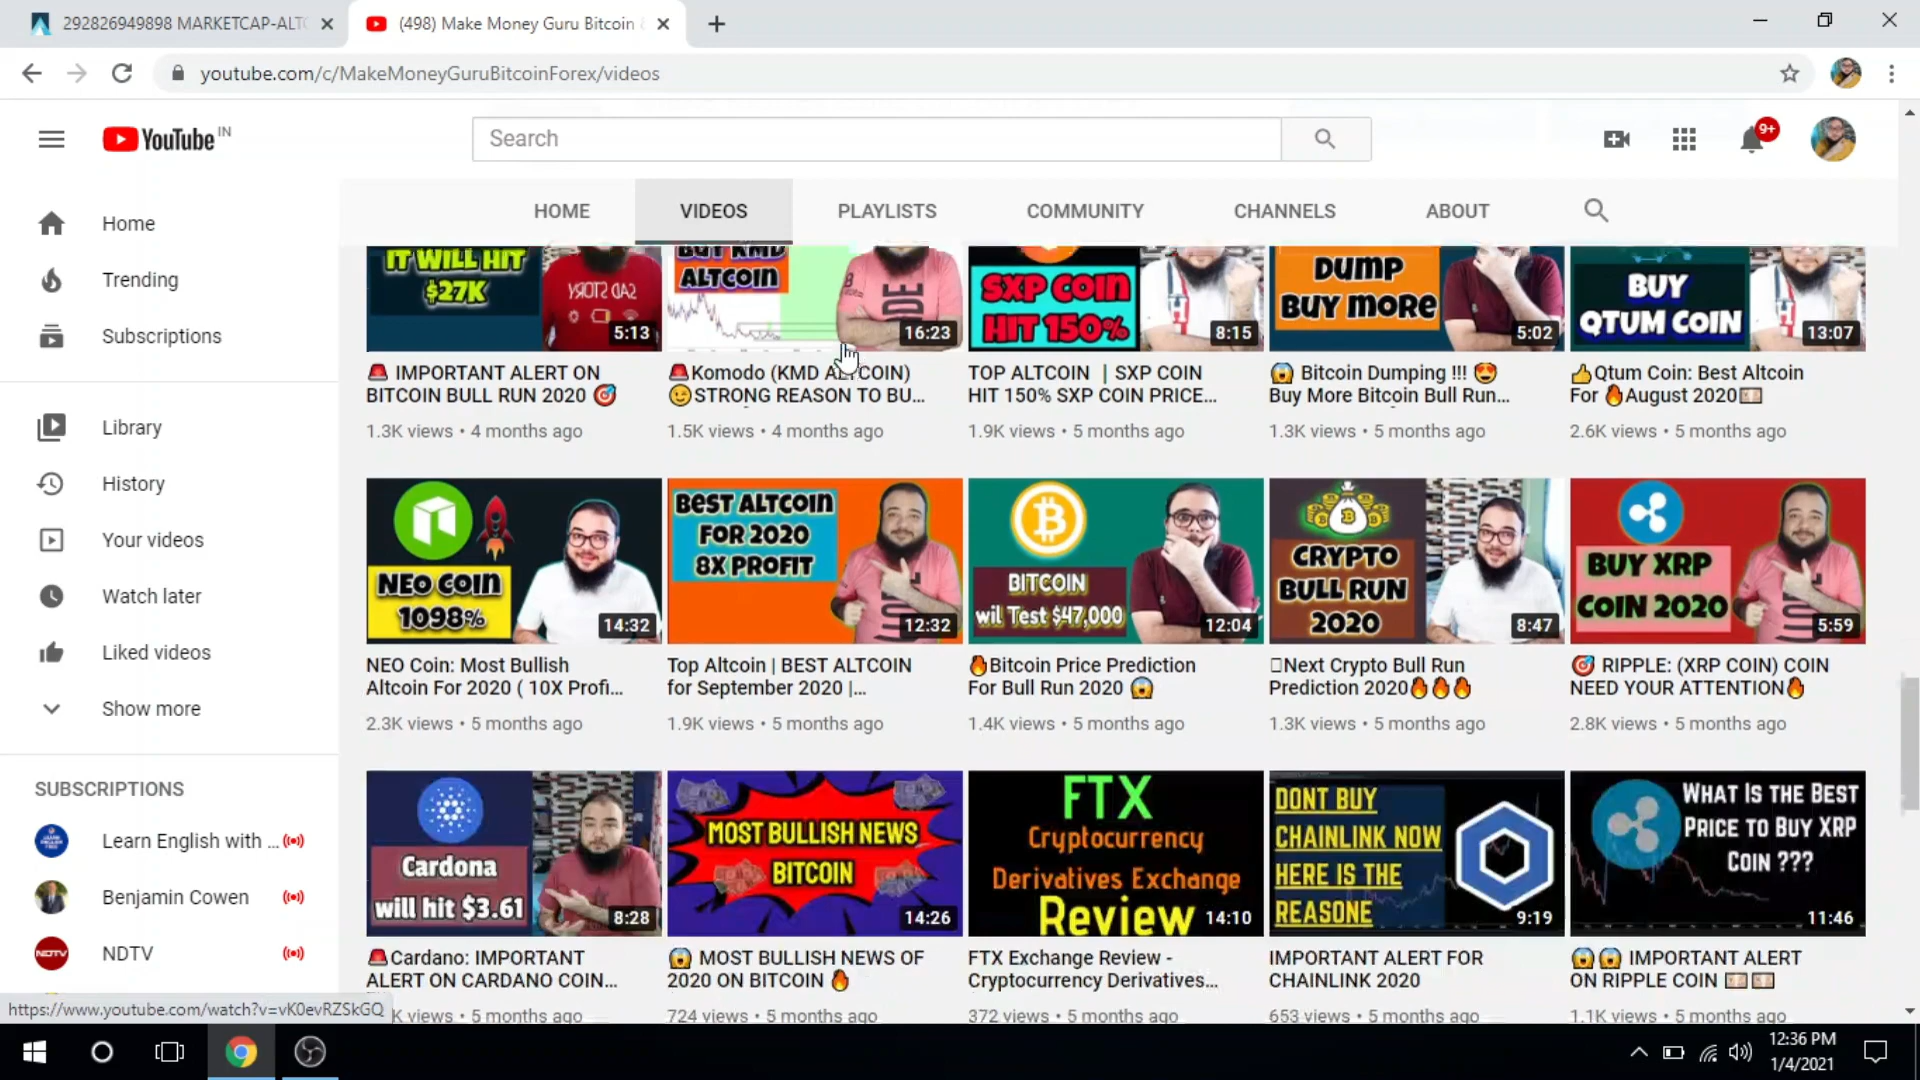 292826949898 MARKETCAP-ALTC
(498) Make Money Guru Bitcoin
youtube.com/c/MakeMoneyGuruBitcoinForex/videos
YouTube IN
Search
9+
HOME
VIDEOS
PLAYLISTS
COMMUNITY
CHANNELS
ABOUT
Home
Trending
Subscriptions
Library
History
Your videos
Watch later
Liked videos
Show more
SUBSCRIPTIONS
Learn English with ...
Benjamin Cowen
NDTV
IT WILL HIT
$27K
SAD STORY
5:13
🚨 IMPORTANT ALERT ON
BITCOIN BULL RUN 2020 🎯
1.3K views • 4 months ago
BUY KMD
ALTCOIN
16:23
🚨Komodo (KMD ALTCOIN)
😉STRONG REASON TO BU...
1.5K views • 4 months ago
SXP COIN
HIT 150%
8:15
TOP ALTCOIN | SXP COIN
HIT 150% SXP COIN PRICE...
1.9K views • 5 months ago
DUMP
BUY MORE
5:02
😱 Bitcoin Dumping !!! 😍
Buy More Bitcoin Bull Run...
1.3K views • 5 months ago
BUY
QTUM COIN
13:07
👍Qtum Coin: Best Altcoin
For 🔥August 2020💴
2.6K views • 5 months ago
NEO COIN
1098%
14:32
NEO Coin: Most Bullish
Altcoin For 2020 ( 10X Profi...
2.3K views • 5 months ago
BEST ALTCOIN
FOR 2020
8X PROFIT
12:32
Top Altcoin | BEST ALTCOIN
for September 2020 |...
1.9K views • 5 months ago
BITCOIN
wil Test $47,000
12:04
🔥Bitcoin Price Prediction
For Bull Run 2020 😱
1.4K views • 5 months ago
CRYPTO
BULL RUN
2020
8:47
Next Crypto Bull Run
Prediction 2020🔥🔥🔥
1.3K views • 5 months ago
BUY XRP
COIN 2020
5:59
🎯 RIPPLE: (XRP COIN) COIN
NEED YOUR ATTENTION🔥
2.8K views • 5 months ago
Cardona
will hit $3.61
8:28
🚨Cardano: IMPORTANT
ALERT ON CARDANO COIN...
K views • 5 months ago
MOST BULLISH NEWS
BITCOIN
14:26
😱 MOST BULLISH NEWS OF
2020 ON BITCOIN 🔥
724 views • 5 months ago
FTX
Cryptocurrency
Derivatives Exchange
Review
14:10
FTX Exchange Review -
Cryptocurrency Derivatives...
372 views • 5 months ago
DONT BUY
CHAINLINK NOW
HERE IS THE
REASONE
9:19
IMPORTANT ALERT FOR
CHAINLINK 2020
653 views • 5 months ago
WHAT IS THE BEST
PRICE TO BUY XRP
COIN ???
11:46
😱😱 IMPORTANT ALERT
ON RIPPLE COIN 💴💴
1.1K views • 5 months ago
https://www.youtube.com/watch?v=vK0evRZSkGQ
12:36 PM
1/4/2021